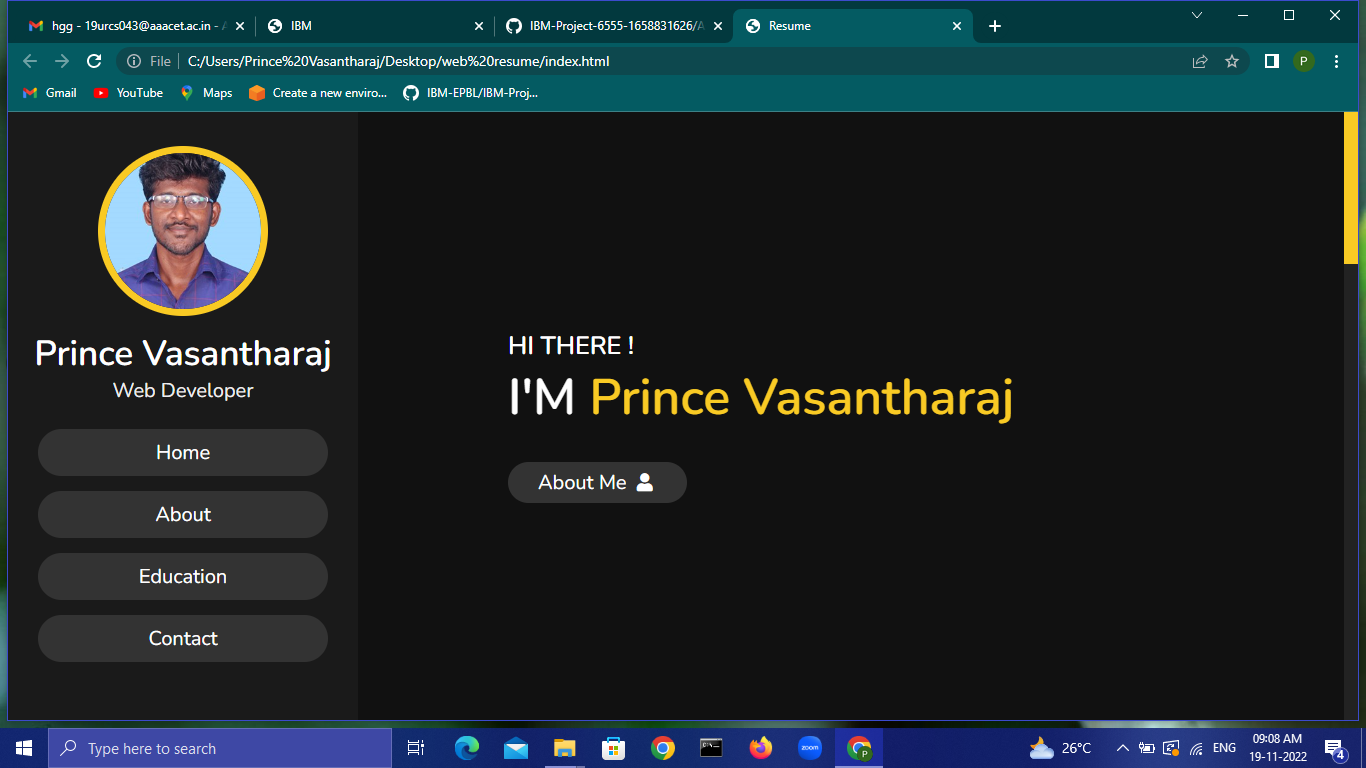 hgg - 19urcs043@aaacet.ac.in - A
IBM
IBM-Project-6555-1658831626/A
Resume
File | C:/Users/Prince%20Vasantharaj/Desktop/web%20resume/index.html
P
Gmail
YouTube
Maps
Create a new enviro...
IBM-EPBL/IBM-Proj...
Prince Vasantharaj
Web Developer
Home
About
Education
Contact
HI THERE !
I'M Prince Vasantharaj
About Me
Type here to search
zoom
P
26°C
ENG
09:08 AM
19-11-2022
4